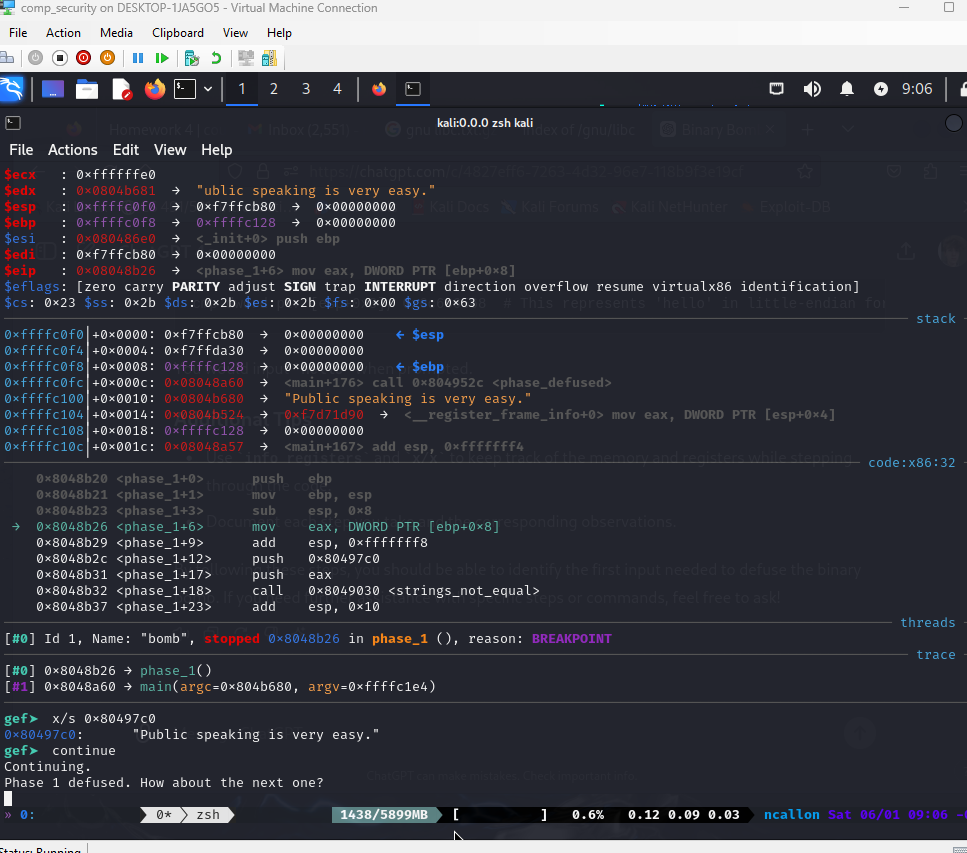 comp_security on DESKTOP-1JA5GO5 - Virtual Machine Connection
File Action Media Clipboard View Help
1 2 3 4 9:06
kali:0.0.0 zsh kali
File Actions Edit View Help
$ecx : 0×ffffffe0
$edx : 0×0804b681 → "ublic speaking is very easy."
$esp : 0×ffffc0f0 → 0×f7ffcb80 → 0×00000000
$ebp : 0×ffffc0f8 → 0×ffffc128 → 0×00000000
$esi : 0×080486e0 → <_init+0> push ebp
$edi : 0×f7ffcb80 → 0×00000000
$eip : 0×08048b26 → <phase_1+6> mov eax, DWORD PTR [ebp+0×8]
$eflags: [zero carry PARITY adjust SIGN trap INTERRUPT direction overflow resume virtualx86 identification]
$cs: 0×23 $ss: 0×2b $ds: 0×2b $es: 0×2b $fs: 0×00 $gs: 0×63
stack
0×ffffc0f0│+0×0000: 0×f7ffcb80 → 0×00000000 ← $esp
0×ffffc0f4│+0×0004: 0×f7ffda30 → 0×00000000
0×ffffc0f8│+0×0008: 0×ffffc128 → 0×00000000 ← $ebp
0×ffffc0fc│+0×000c: 0×08048a60 → <main+176> call 0×804952c <phase_defused>
0×ffffc100│+0×0010: 0×0804b680 → "Public speaking is very easy."
0×ffffc104│+0×0014: 0×0804b524 → 0×f7d71d90 → <__register_frame_info+0> mov eax, DWORD PTR [esp+0×4]
0×ffffc108│+0×0018: 0×ffffc128 → 0×00000000
0×ffffc10c│+0×001c: 0×08048a57 → <main+167> add esp, 0×fffffff4
code:x86:32
0×8048b20 <phase_1+0> push ebp
0×8048b21 <phase_1+1> mov ebp, esp
0×8048b23 <phase_1+3> sub esp, 0×8
→ 0×8048b26 <phase_1+6> mov eax, DWORD PTR [ebp+0×8]
0×8048b29 <phase_1+9> add esp, 0×fffffff8
0×8048b2c <phase_1+12> push 0×80497c0
0×8048b31 <phase_1+17> push eax
0×8048b32 <phase_1+18> call 0×8049030 <strings_not_equal>
0×8048b37 <phase_1+23> add esp, 0×10
threads
[#0] Id 1, Name: "bomb", stopped 0×8048b26 in phase_1 (), reason: BREAKPOINT
trace
[#0] 0×8048b26 → phase_1()
[#1] 0×8048a60 → main(argc=0×804b680, argv=0×ffffc1e4)
gef➤ x/s 0×80497c0
0×80497c0: "Public speaking is very easy."
gef➤ continue
Continuing.
Phase 1 defused. How about the next one?
» 0: 0* zsh 1438/5899MB [ ] 0.6% 0.12 0.09 0.03 ncallon Sat 06/01 09:06
Status: Running